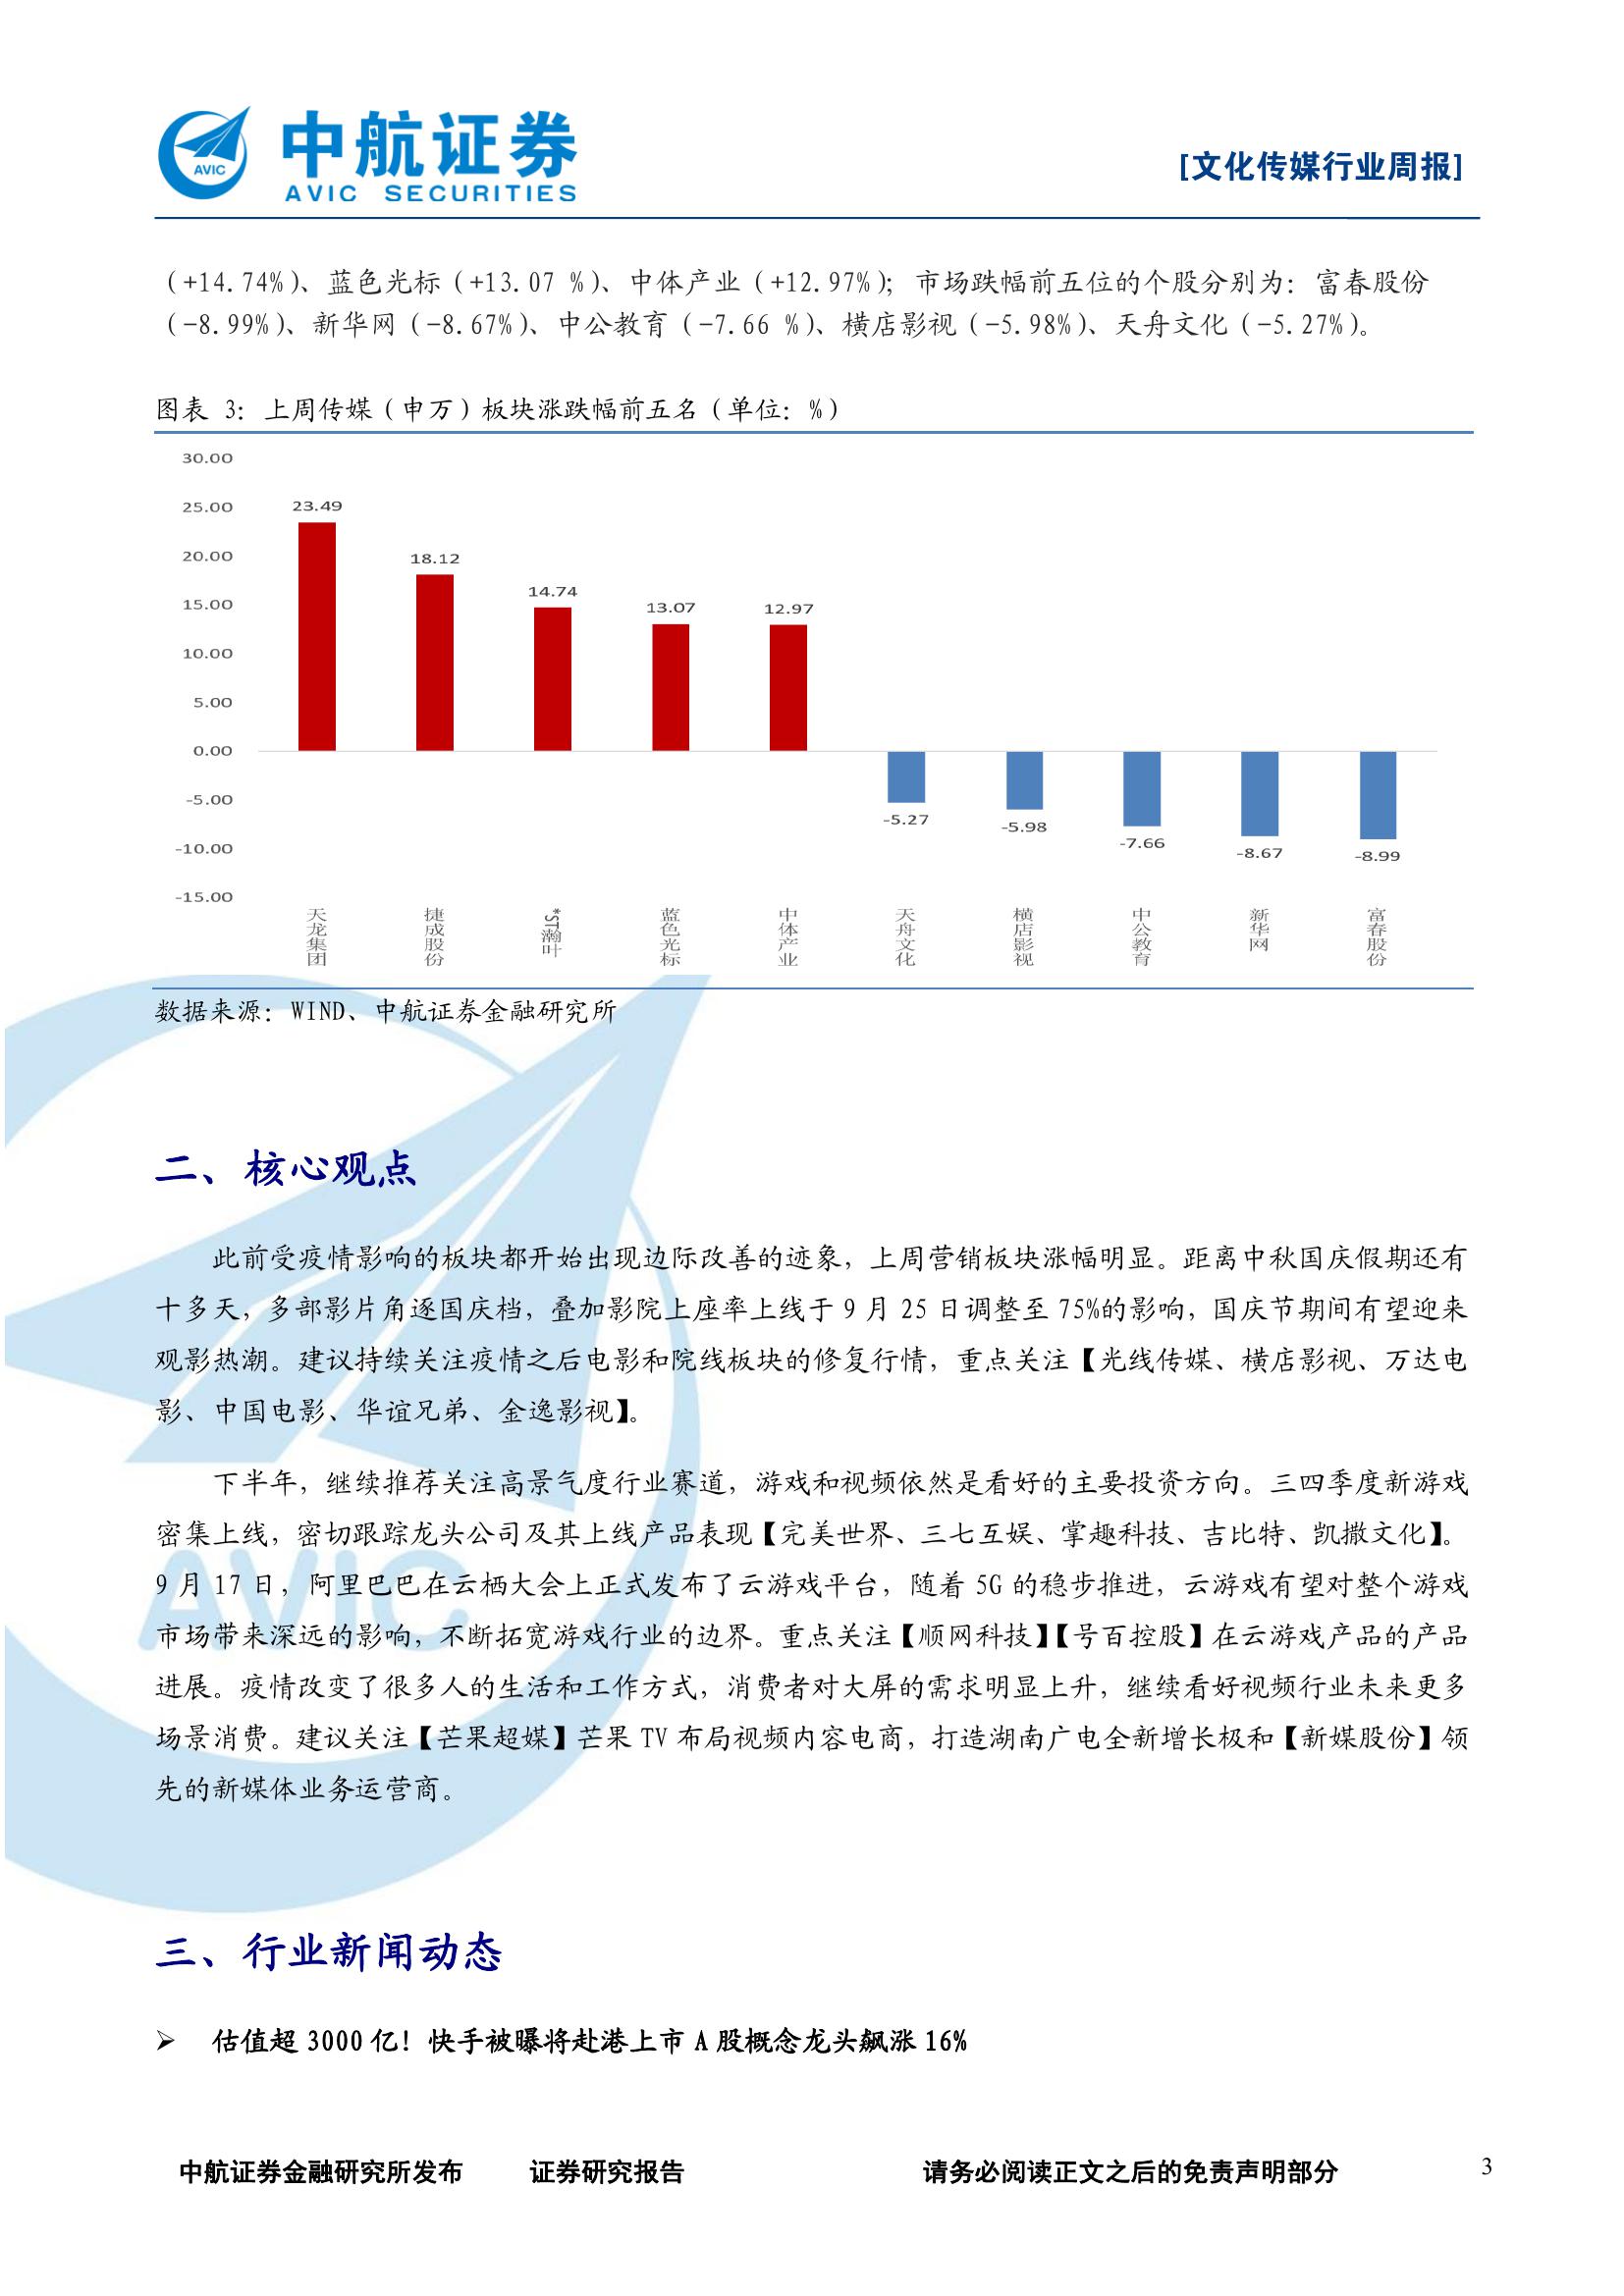 AVIC
中航证券
AVIC SECURITIES
[文化传媒行业周报]
（+14.74%）、蓝色光标（+13.07 %）、中体产业（+12.97%）；市场跌幅前五位的个股分别为：富春股份
（-8.99%）、新华网（-8.67%）、中公教育（-7.66 %）、横店影视（-5.98%）、天舟文化（-5.27%）。
图表 3：上周传媒（申万）板块涨跌幅前五名（单位：%）
30.00
25.00
20.00
15.00
10.00
5.00
0.00
-5.00
-10.00
-15.00
23.49
18.12
14.74
13.07
12.97
-5.27
-5.98
-7.66
-8.67
-8.99
天龙集团
捷成股份
*ST瀚叶
蓝色光标
中体产业
天舟文化
横店影视
中公教育
新华网
富春股份
数据来源：WIND、中航证券金融研究所
二、核心观点
此前受疫情影响的板块都开始出现边际改善的迹象，上周营销板块涨幅明显。距离中秋国庆假期还有
十多天，多部影片角逐国庆档，叠加影院上座率上线于 9 月 25 日调整至 75%的影响，国庆节期间有望迎来
观影热潮。建议持续关注疫情之后电影和院线板块的修复行情，重点关注【光线传媒、横店影视、万达电
影、中国电影、华谊兄弟、金逸影视】。
下半年，继续推荐关注高景气度行业赛道，游戏和视频依然是看好的主要投资方向。三四季度新游戏
密集上线，密切跟踪龙头公司及其上线产品表现【完美世界、三七互娱、掌趣科技、吉比特、凯撒文化】。
9 月 17 日，阿里巴巴在云栖大会上正式发布了云游戏平台，随着 5G 的稳步推进，云游戏有望对整个游戏
市场带来深远的影响，不断拓宽游戏行业的边界。重点关注【顺网科技】【号百控股】在云游戏产品的产品
进展。疫情改变了很多人的生活和工作方式，消费者对大屏的需求明显上升，继续看好视频行业未来更多
场景消费。建议关注【芒果超媒】芒果 TV 布局视频内容电商，打造湖南广电全新增长极和【新媒股份】领
先的新媒体业务运营商。
AVIC
三、行业新闻动态
➢ 估值超 3000 亿！快手被曝将赴港上市 A 股概念龙头飙涨 16%
中航证券金融研究所发布 证券研究报告 请务必阅读正文之后的免责声明部分 3